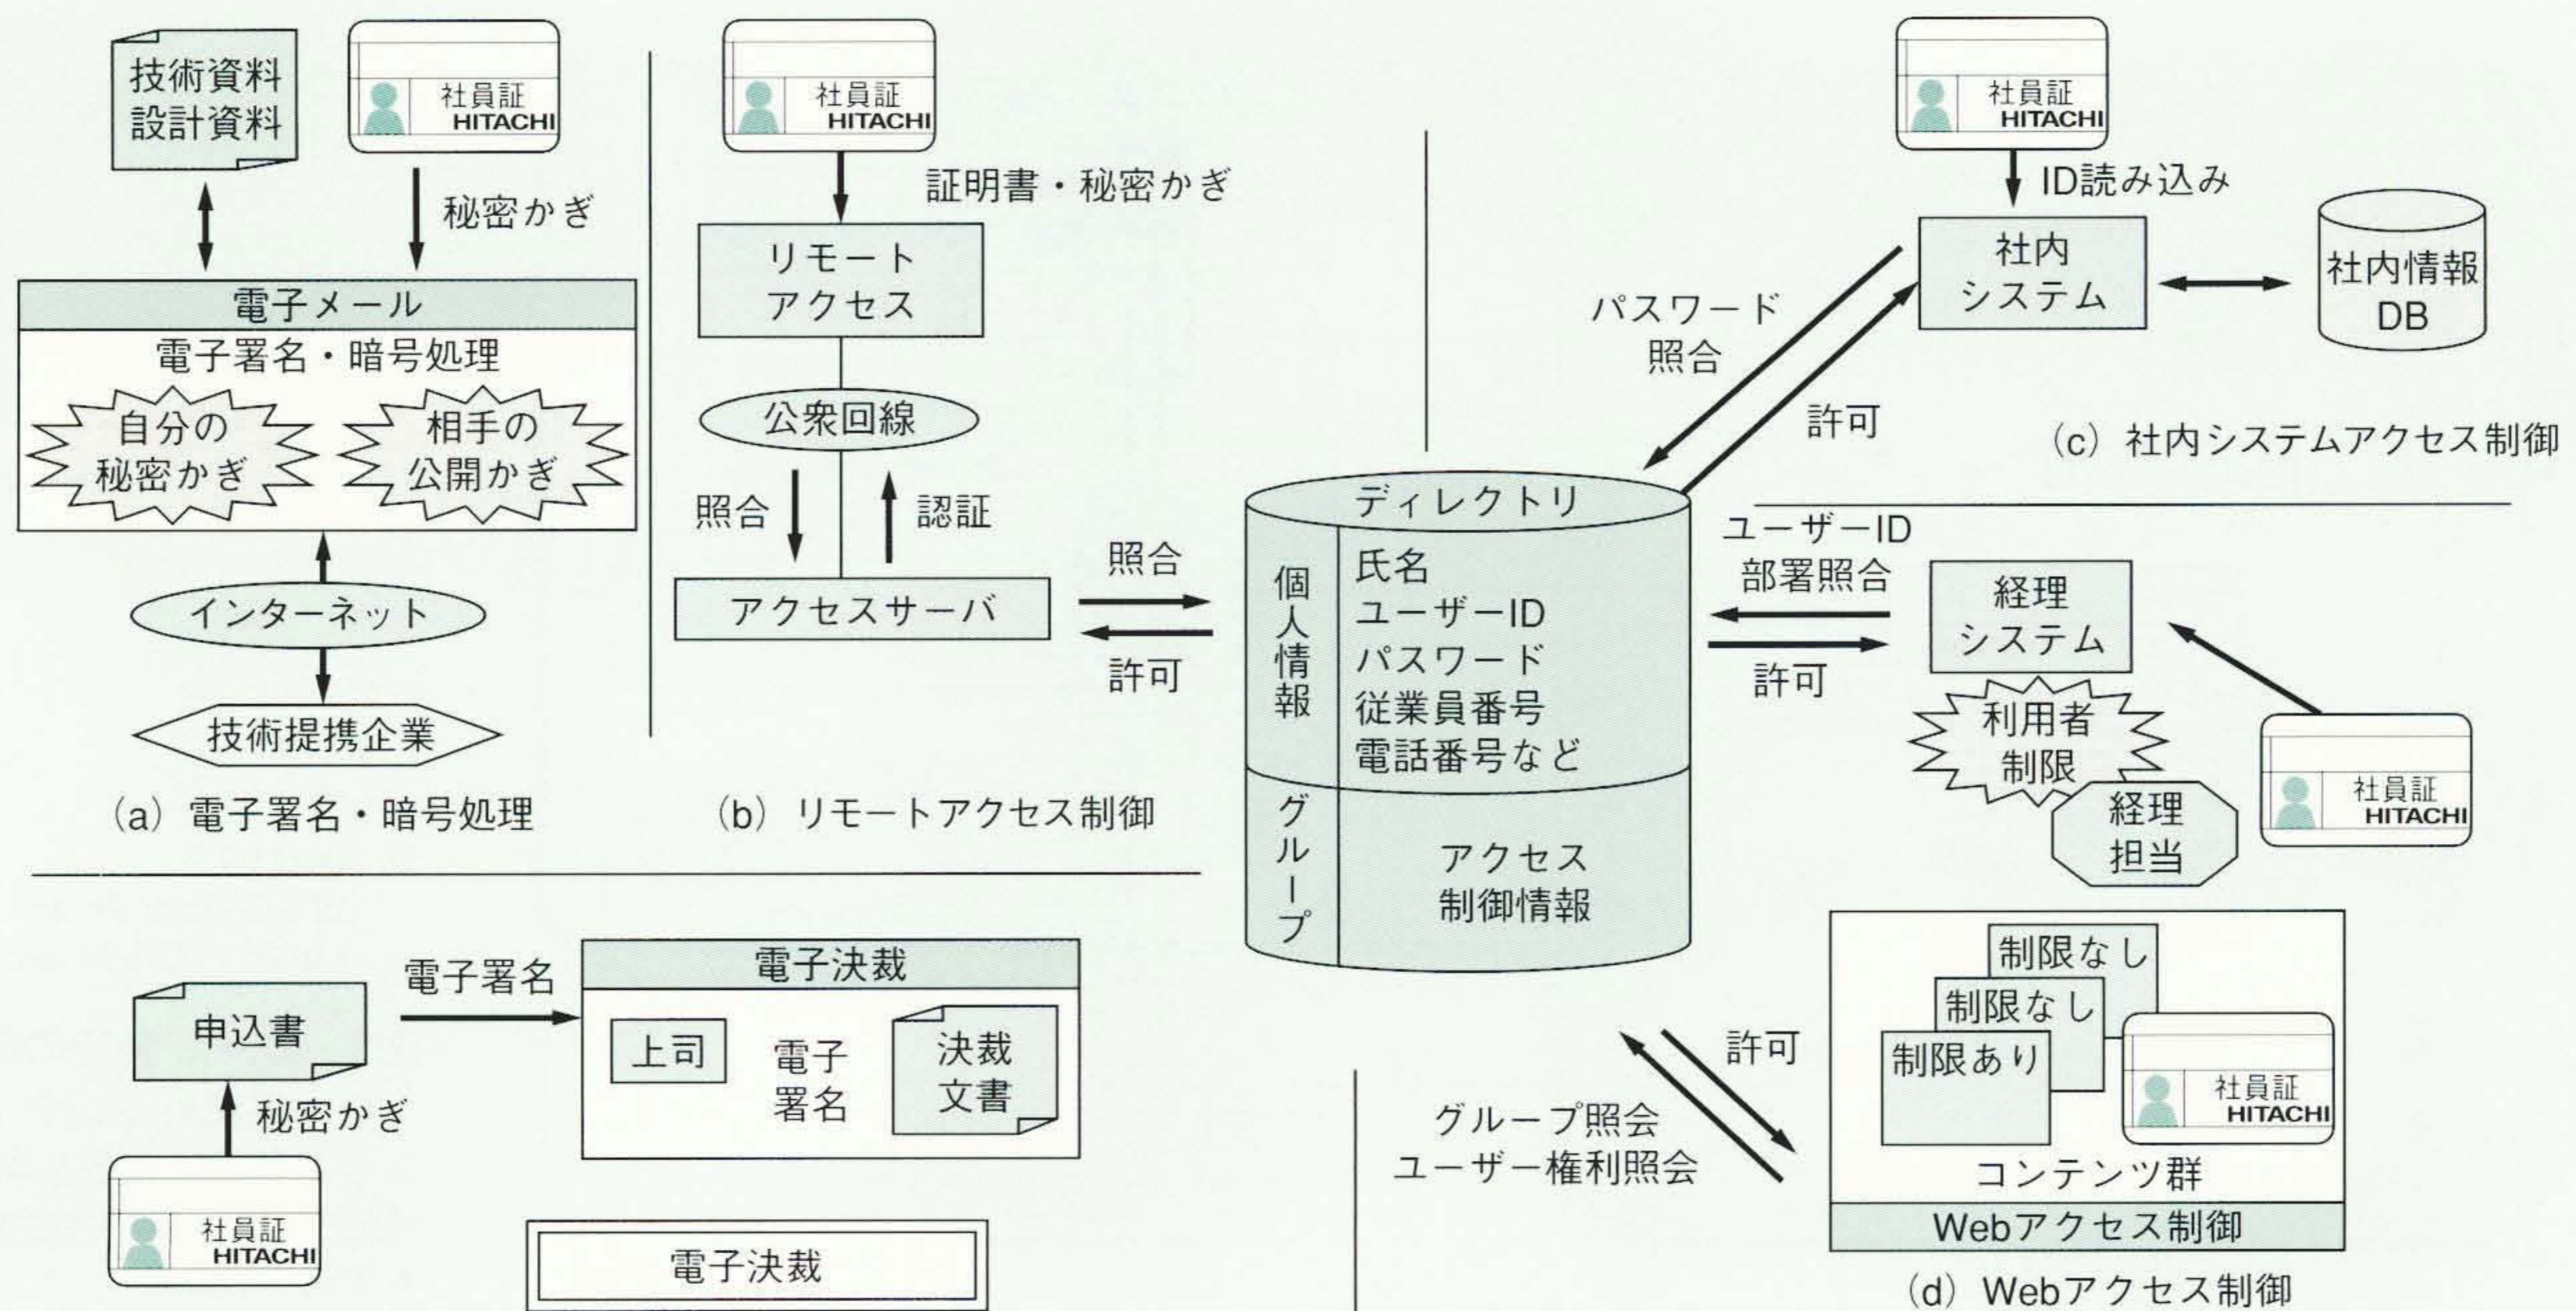 技術資料
設計資料
社員証
HITACHI
秘密かぎ
電子メール
電子署名・暗号処理
自分の
秘密かぎ
相手の
公開かぎ
インターネット
技術提携企業
(a) 電子署名・暗号処理
社員証
HITACHI
証明書・秘密かぎ
リモート
アクセス
公衆回線
照合
認証
アクセスサーバ
照合
許可
(b) リモートアクセス制御
社員証
HITACHI
ID読み込み
社内
システム
社内情報
DB
パスワード
照合
許可
(c) 社内システムアクセス制御
ディレクトリ
個人情報
氏名
ユーザーID
パスワード
従業員番号
電話番号など
グループ
アクセス
制御情報
ユーザーID
部署照合
許可
経理
システム
利用者
制限
経理
担当
社員証
HITACHI
申込書
電子署名
秘密かぎ
社員証
HITACHI
電子決裁
上司
電子
署名
決裁
文書
電子決裁
許可
グループ照会
ユーザー権利照会
制限なし
制限なし
制限あり
社員証
HITACHI
コンテンツ群
Webアクセス制御
(d) Webアクセス制御